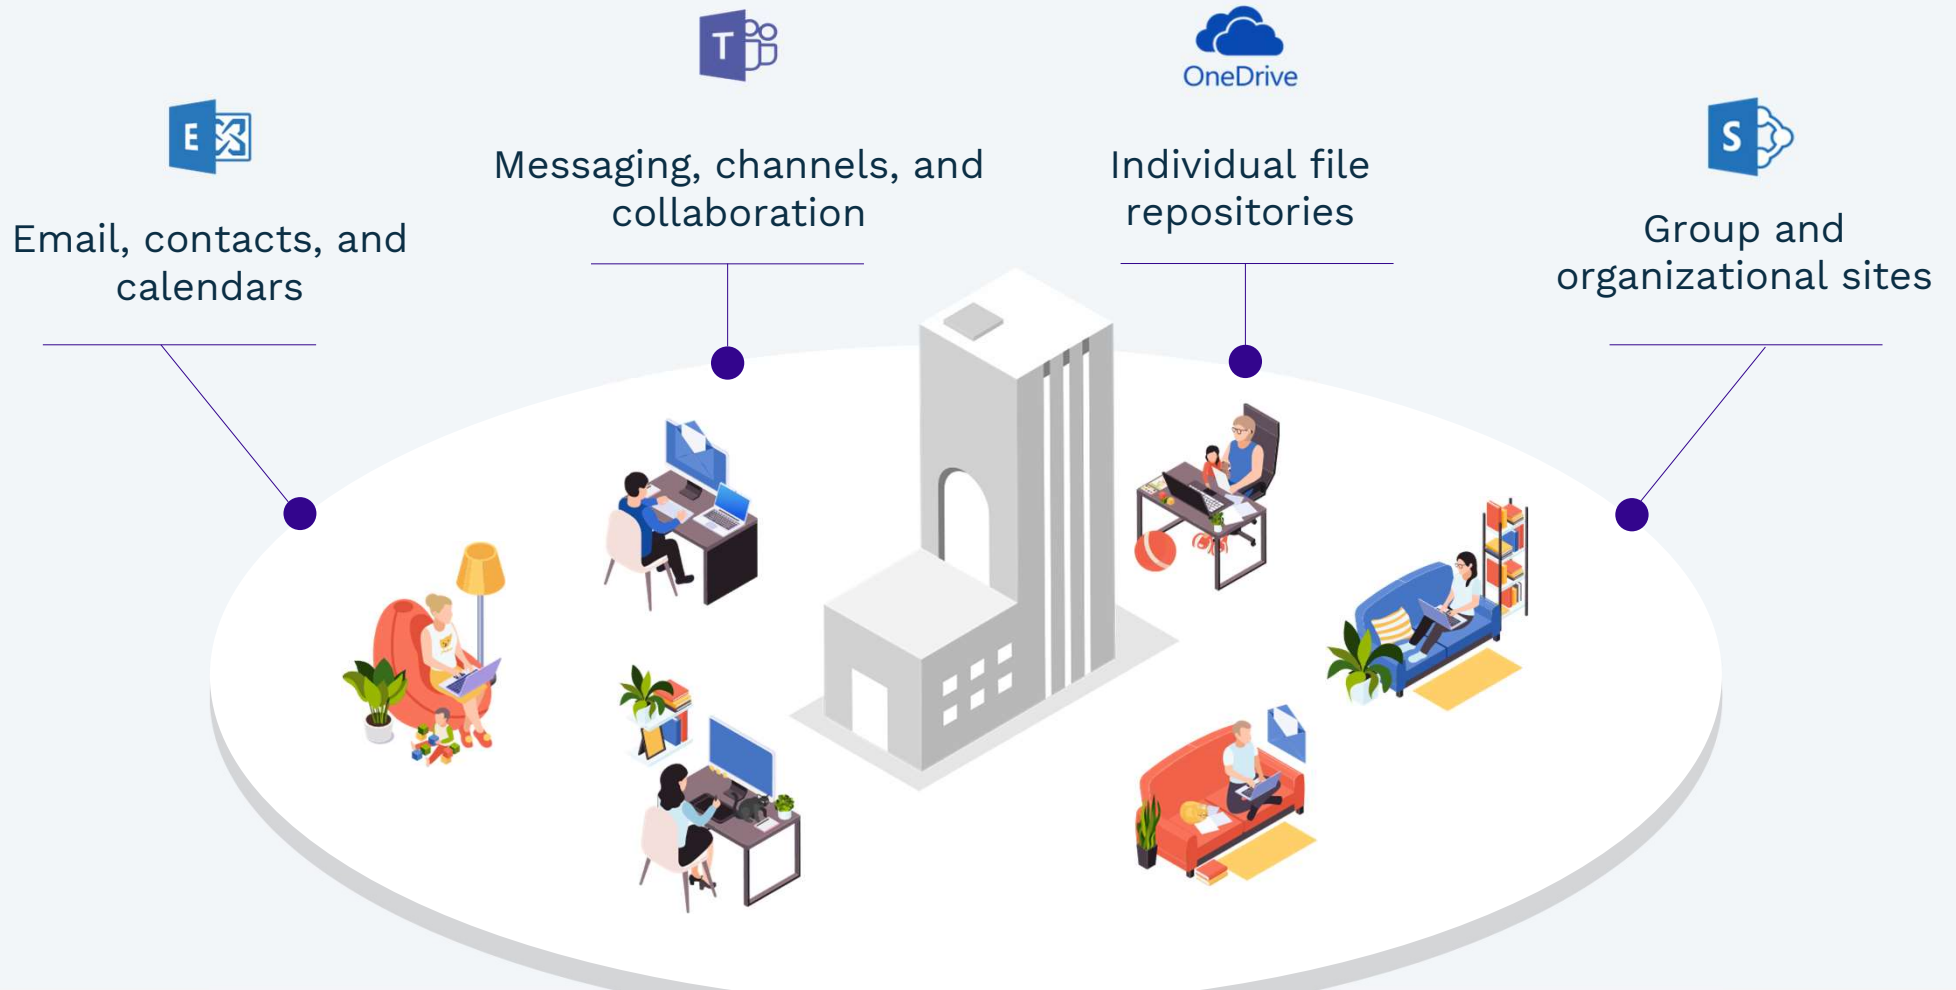 E
Email, contacts, and
calendars
T
Messaging, channels, and
collaboration
OneDrive
Individual file
repositories
S
Group and
organizational sites